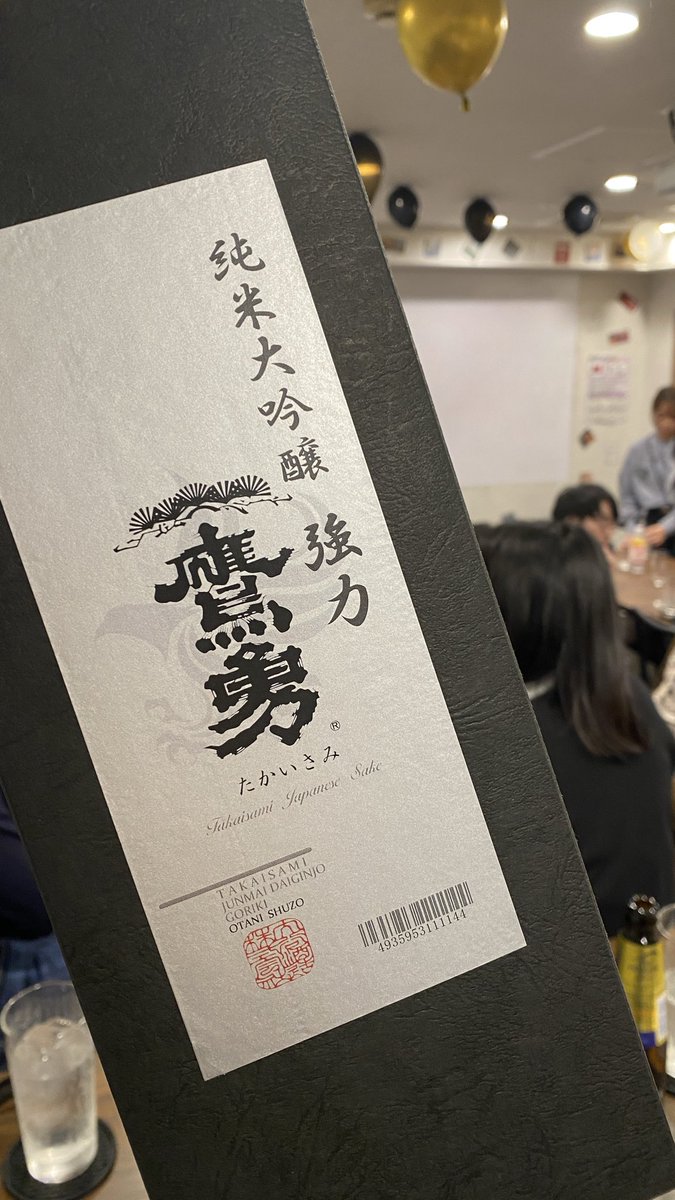 純米大吟醸 強力
鷹勇
®
たかいさみ
Takaisami Japanese Sake
TAKAISAMI
JUNMAI DAIGINJO
GORIKI
OTANI SHUZO
4935953111144